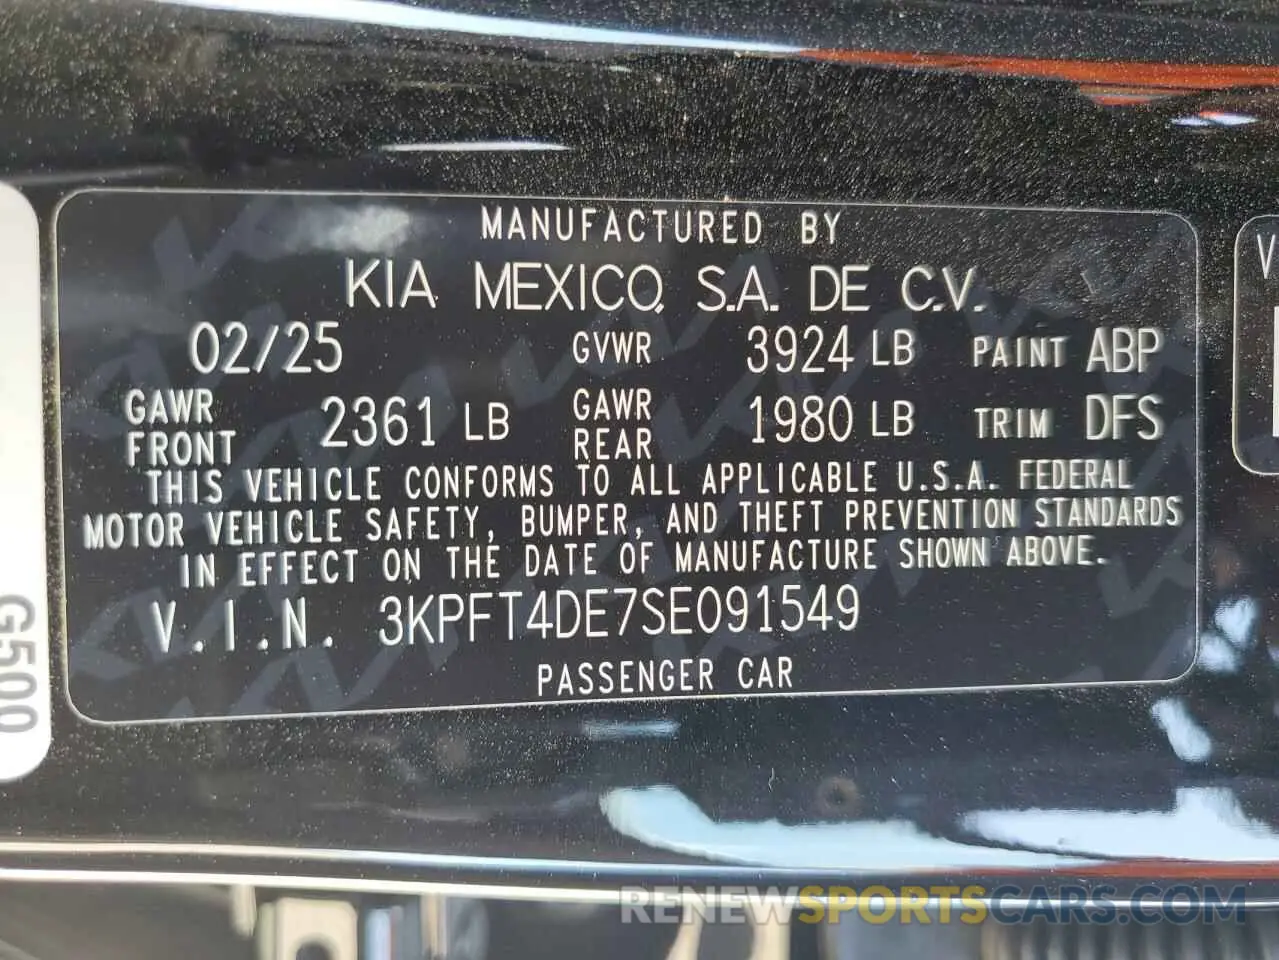 MANUFACTURED BY
KIA MEXICO, S.A. DE C.V.
02/25 GVWR 3924 LB PAINT ABP
GAWR FRONT 2361 LB GAWR REAR 1980 LB TRIM DFS
THIS VEHICLE CONFORMS TO ALL APPLICABLE U.S.A. FEDERAL
MOTOR VEHICLE SAFETY, BUMPER, AND THEFT PREVENTION STANDARDS
IN EFFECT ON THE DATE OF MANUFACTURE SHOWN ABOVE.
V.I.N. 3KPFT4DE7SE091549
PASSENGER CAR
G500
RENEWSPORTSCARS.COM